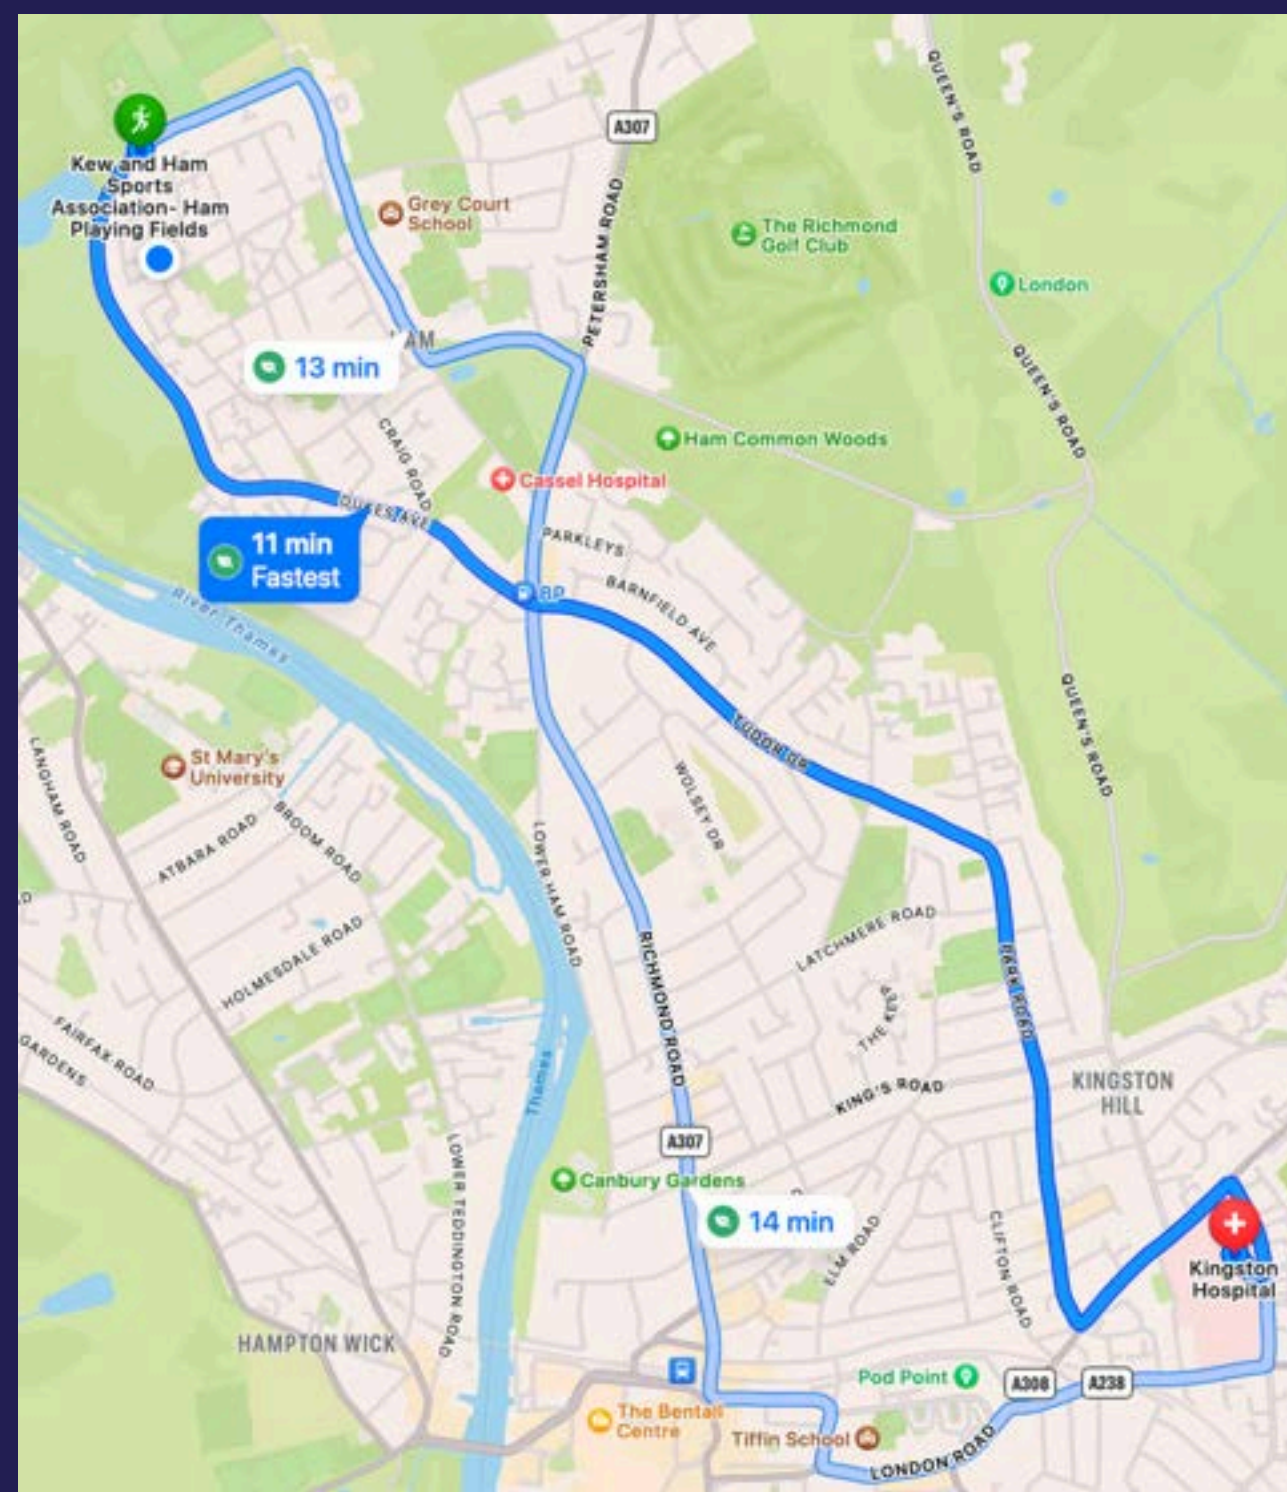 QUEEN'S ROAD
A307
Kew and Ham
Sports
Association- Ham
Playing Fields
Grey Court
School
PETERSHAM ROAD
The Richmond
Golf Club
London
13 min
QUEEN'S ROAD
CRAIG ROAD
Ham Common Woods
Cassel Hospital
DUKES AVE
11 min
Fastest
PARKLEYS
BP
BARNFIELD AVE
River Thames
QUEEN'S ROAD
TUDOR DR
LANGHAM ROAD
St Mary's
University
WOLSEY DR
ATBARA ROAD
BROOM ROAD
LOWER HAM ROAD
HOLMESDALE ROAD
LATCHMERE ROAD
RICHMOND ROAD
PARK ROAD
THE KEEP
FAIRFAX ROAD
GARDENS
Thames
KING'S ROAD
KINGSTON
HILL
A307
Canbury Gardens
LOWER TEDDINGTON ROAD
14 min
ELM ROAD
CLIFTON ROAD
Kingston
Hospital
HAMPTON WICK
Pod Point
A308
A238
The Bentall
Centre
Tiffin School
LONDON ROAD